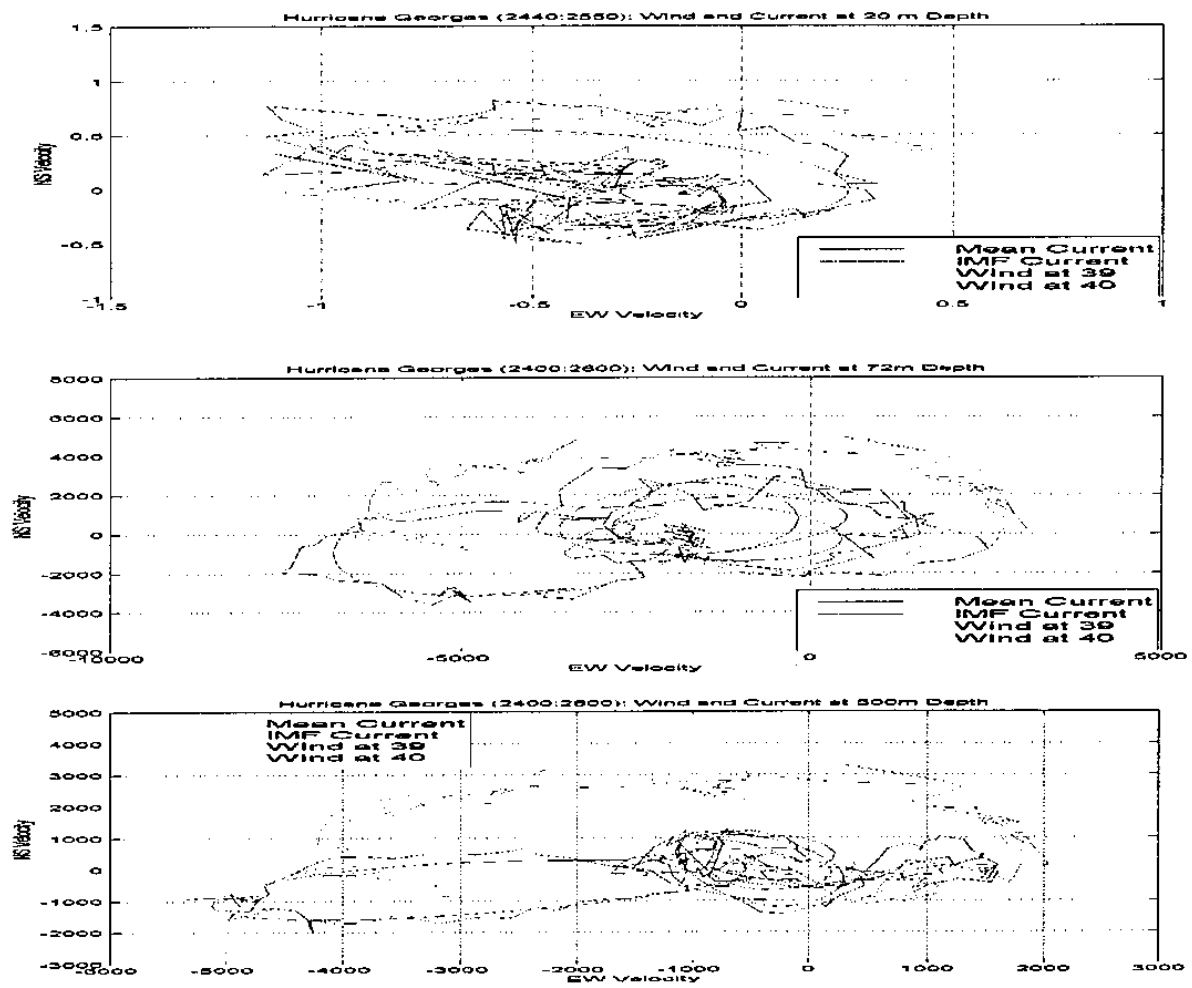 Hurricane Georges (2440:2550): Wind and Current at 20 m Depth
1.5
1
0.5
0
-0.5
-1
NS Velocity
-1.5
-1
-0.5
0
0.5
1
EW Velocity
Mean Current
IMF Current
Wind at 39
Wind at 40
Hurricane Georges (2400:2600): Wind and Current at 72m Depth
8000
6000
4000
2000
0
-2000
-4000
-6000
NS Velocity
-10000
-5000
0
5000
EW Velocity
Mean Current
IMF Current
Wind at 39
Wind at 40
Hurricane Georges (2400:2600): Wind and Current at 500m Depth
5000
4000
3000
2000
1000
0
-1000
-2000
-3000
NS Velocity
-6000
-5000
-4000
-3000
-2000
-1000
0
1000
2000
3000
EW Velocity
Mean Current
IMF Current
Wind at 39
Wind at 40